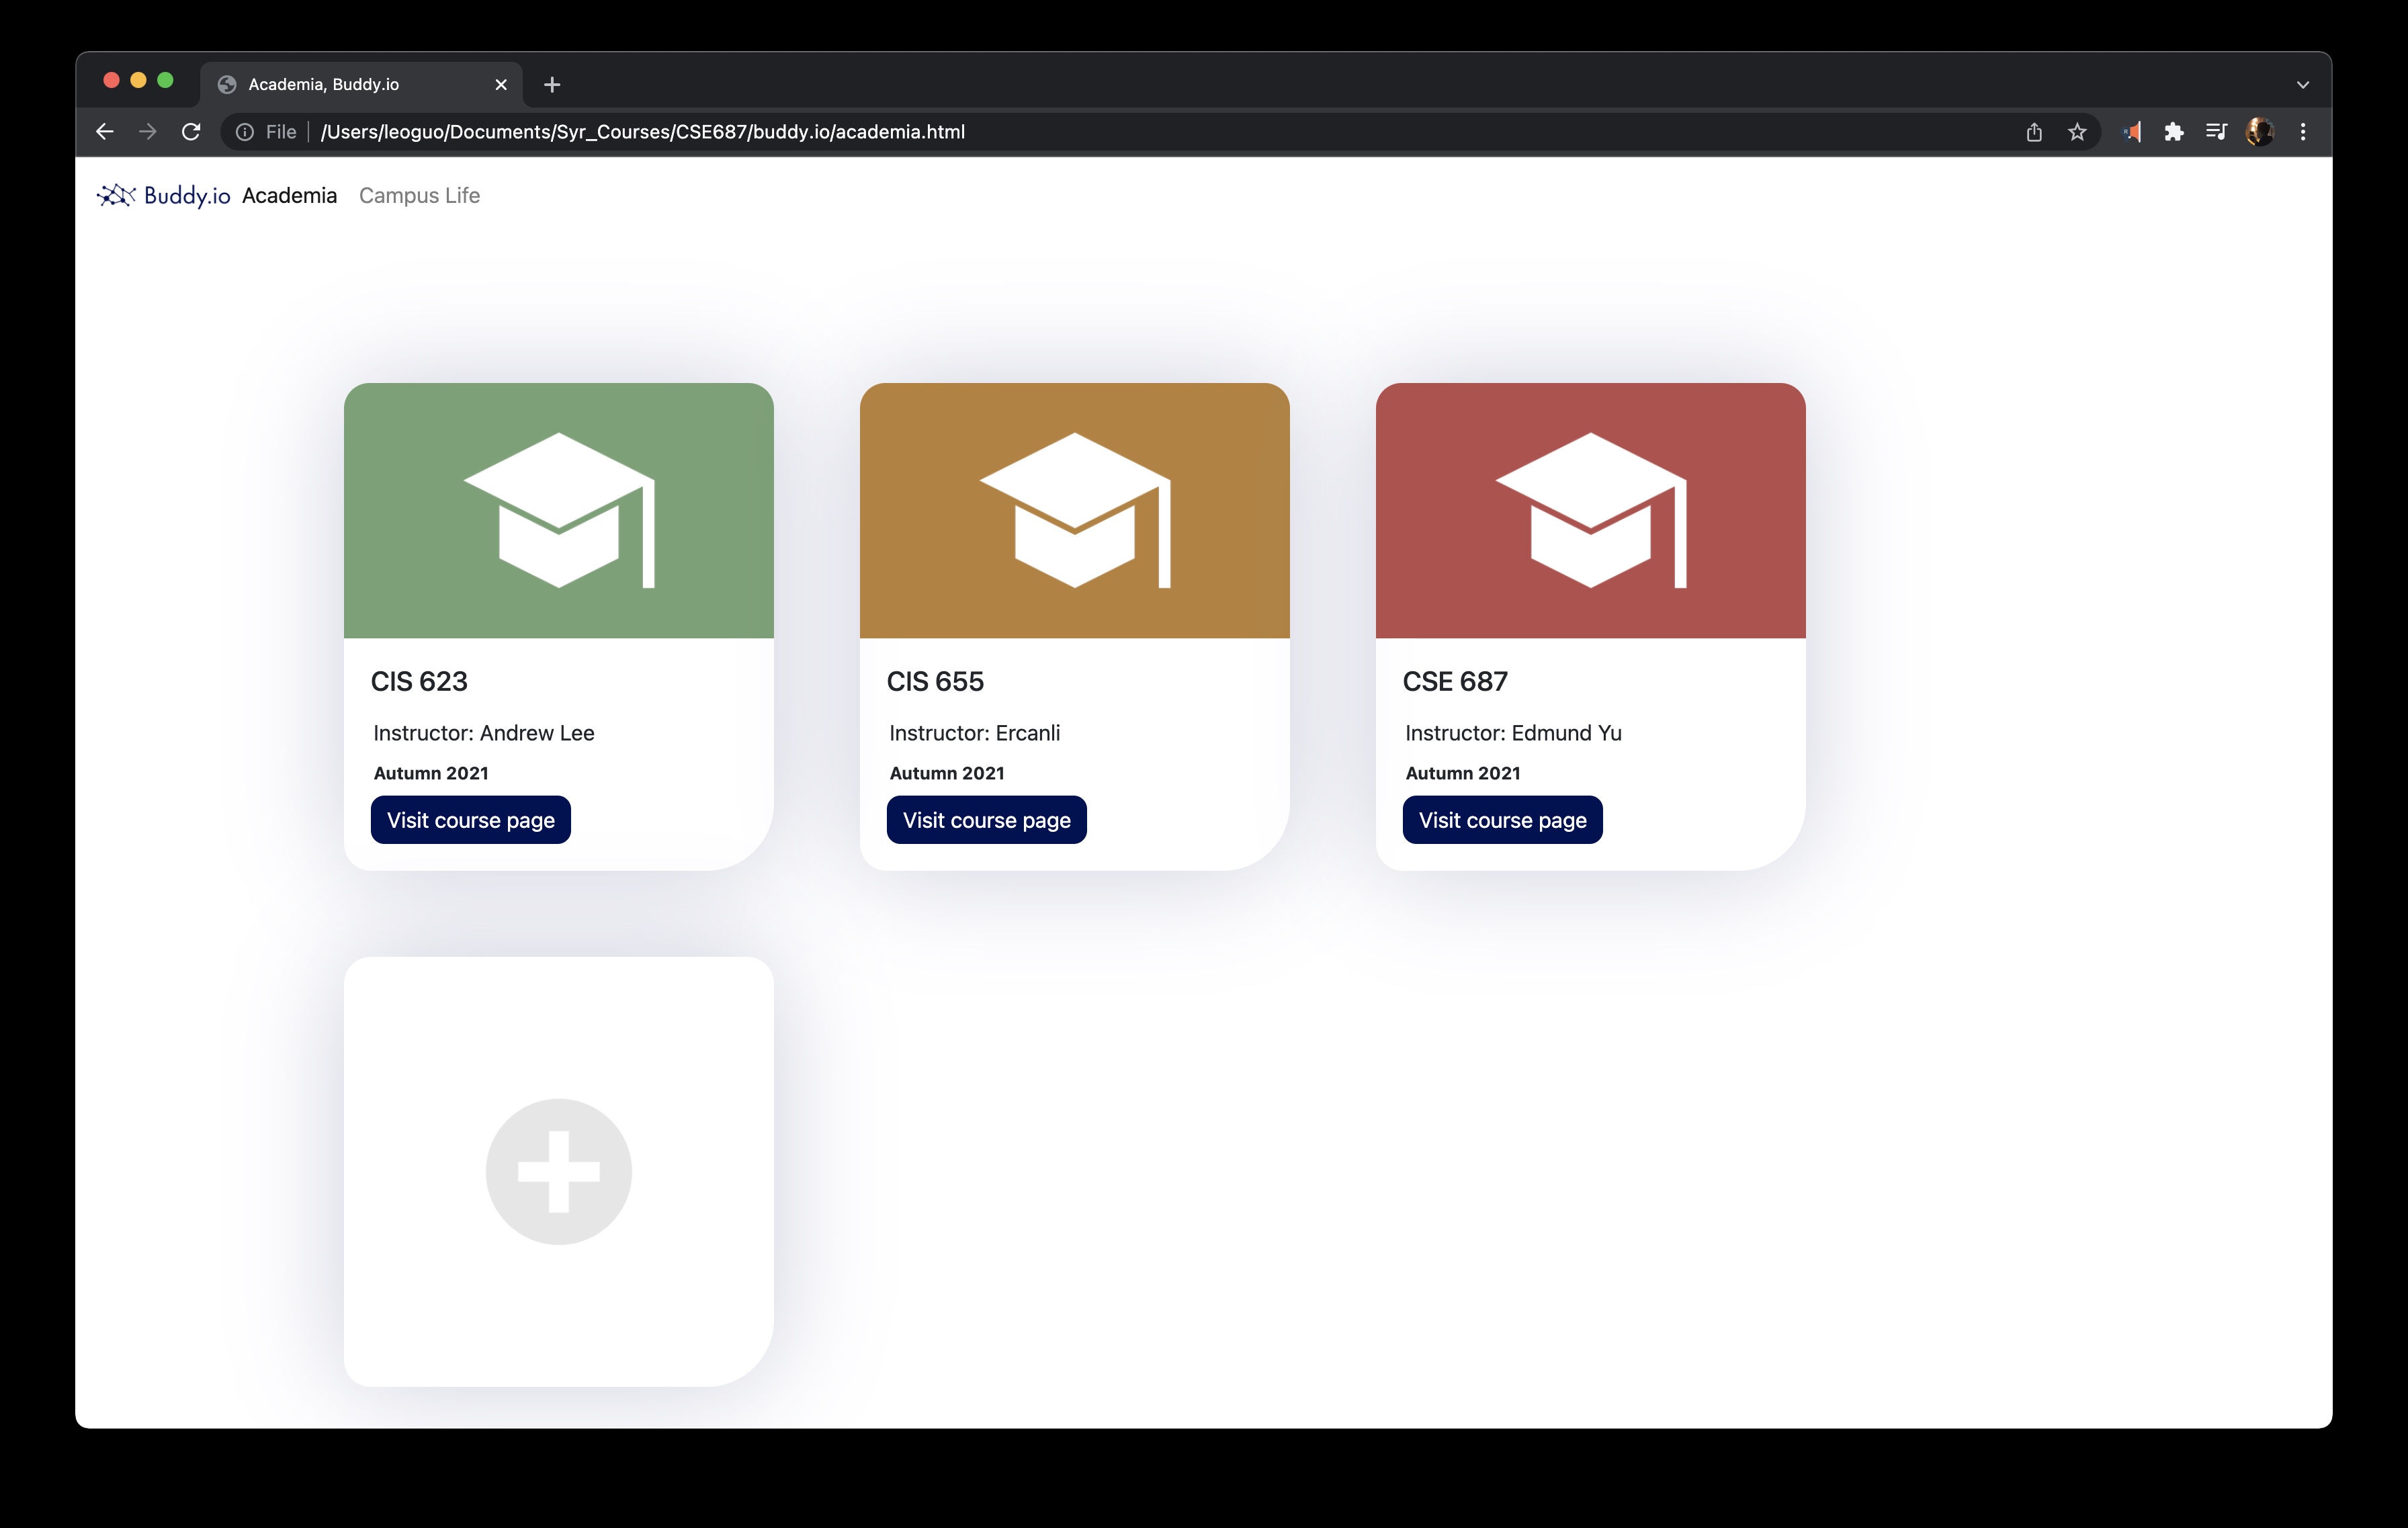 Academia, Buddy.io
File /Users/leoguo/Documents/Syr_Courses/CSE687/buddy.io/academia.html
Buddy.io Academia Campus Life
CIS 623
Instructor: Andrew Lee
Autumn 2021
Visit course page
CIS 655
Instructor: Ercanli
Autumn 2021
Visit course page
CSE 687
Instructor: Edmund Yu
Autumn 2021
Visit course page